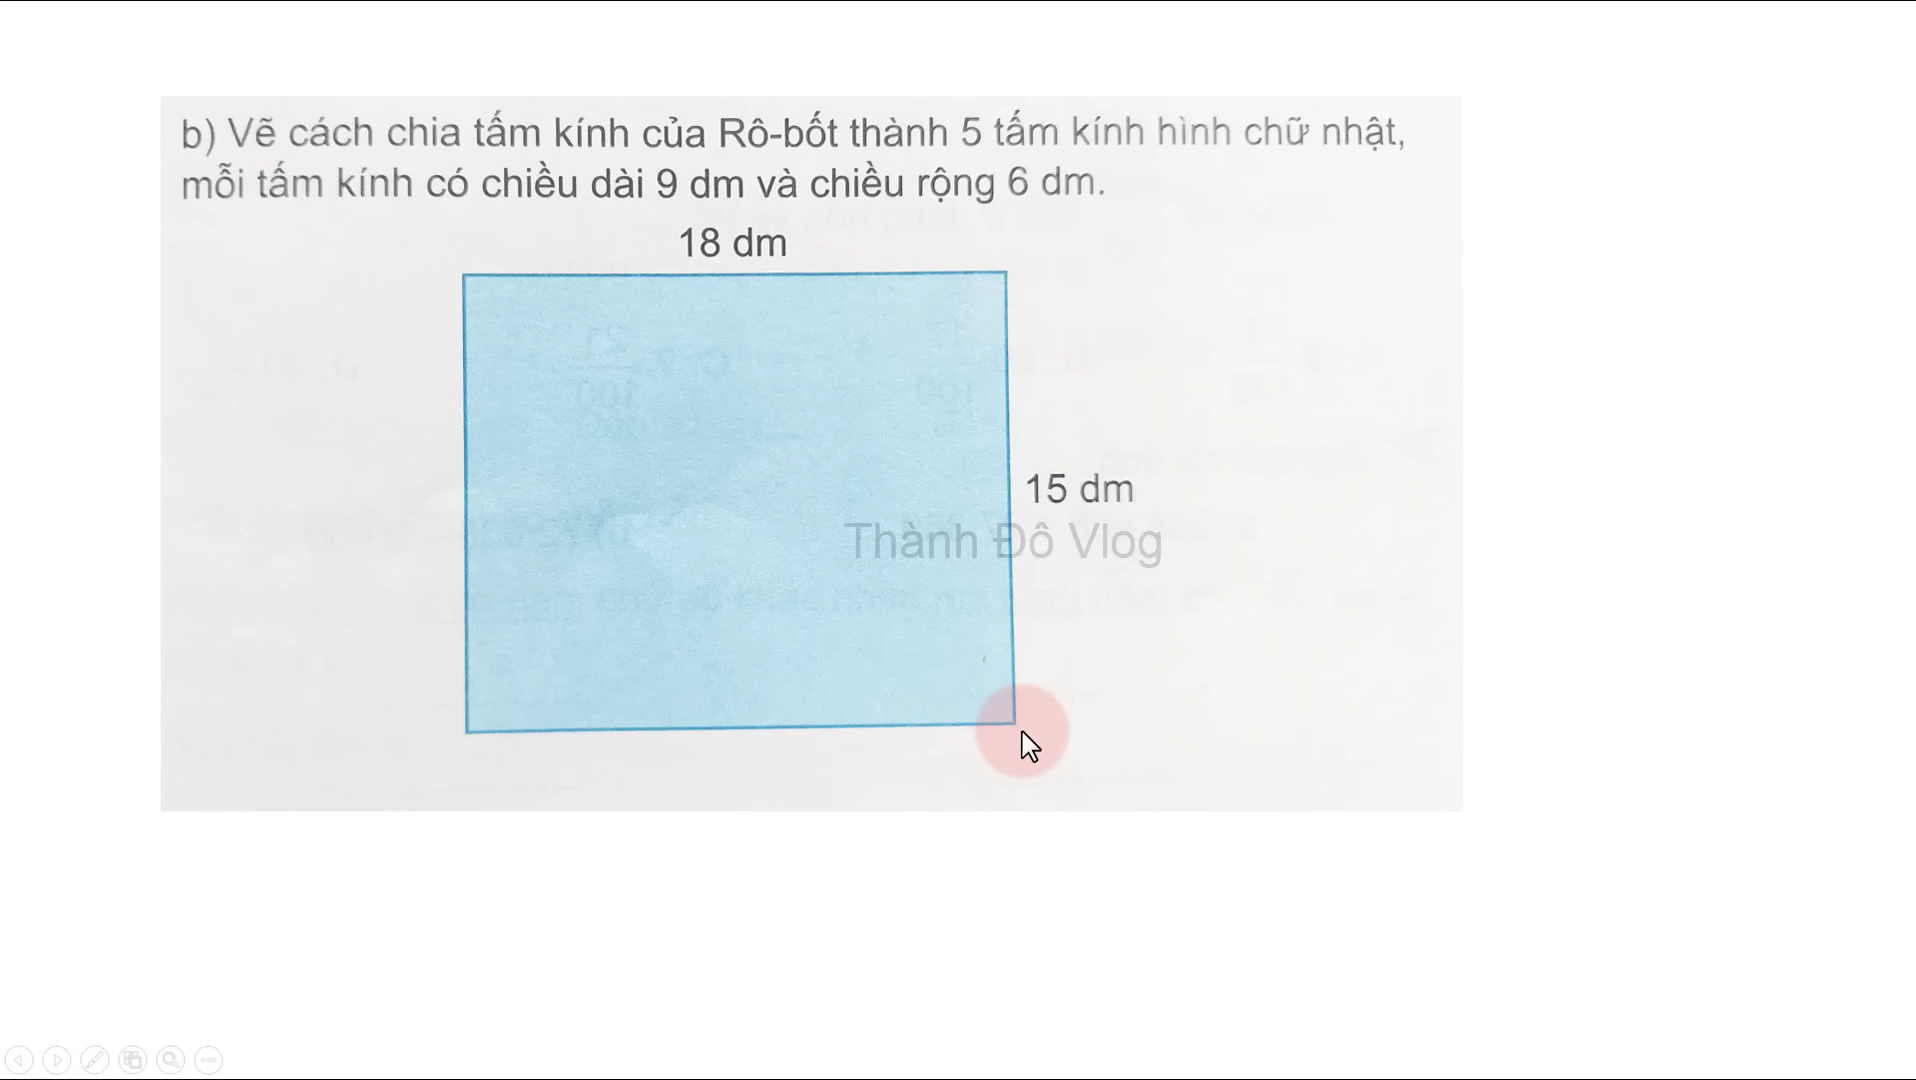 b) Vẽ cách chia tấm kính của Rô-bốt thành 5 tấm kính hình chữ nhật,
mỗi tấm kính có chiều dài 9 dm và chiều rộng 6 dm.
18 dm
15 dm
Thành Đô Vlog